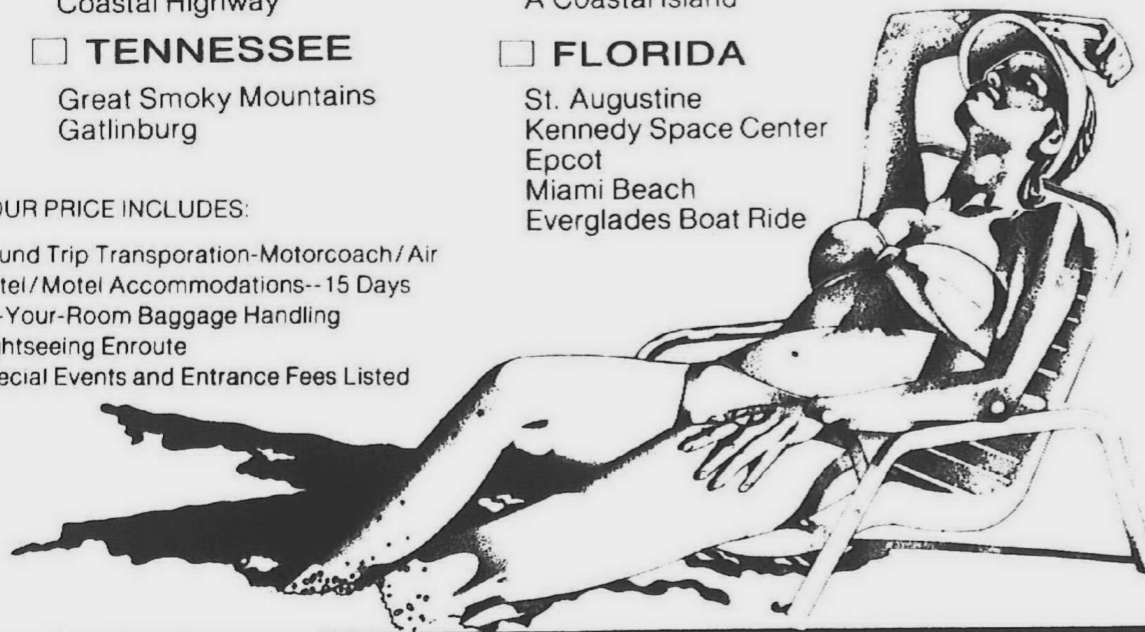 Coastal Highway
☐ TENNESSEE
Great Smoky Mountains
Gatlinburg
A Coastal Island
☐ FLORIDA
St. Augustine
Kennedy Space Center
Epcot
Miami Beach
Everglades Boat Ride
OUR PRICE INCLUDES:
und Trip Transporation-Motorcoach/Air
tel/Motel Accommodations--15 Days
-Your-Room Baggage Handling
htseeing Enroute
ecial Events and Entrance Fees Listed